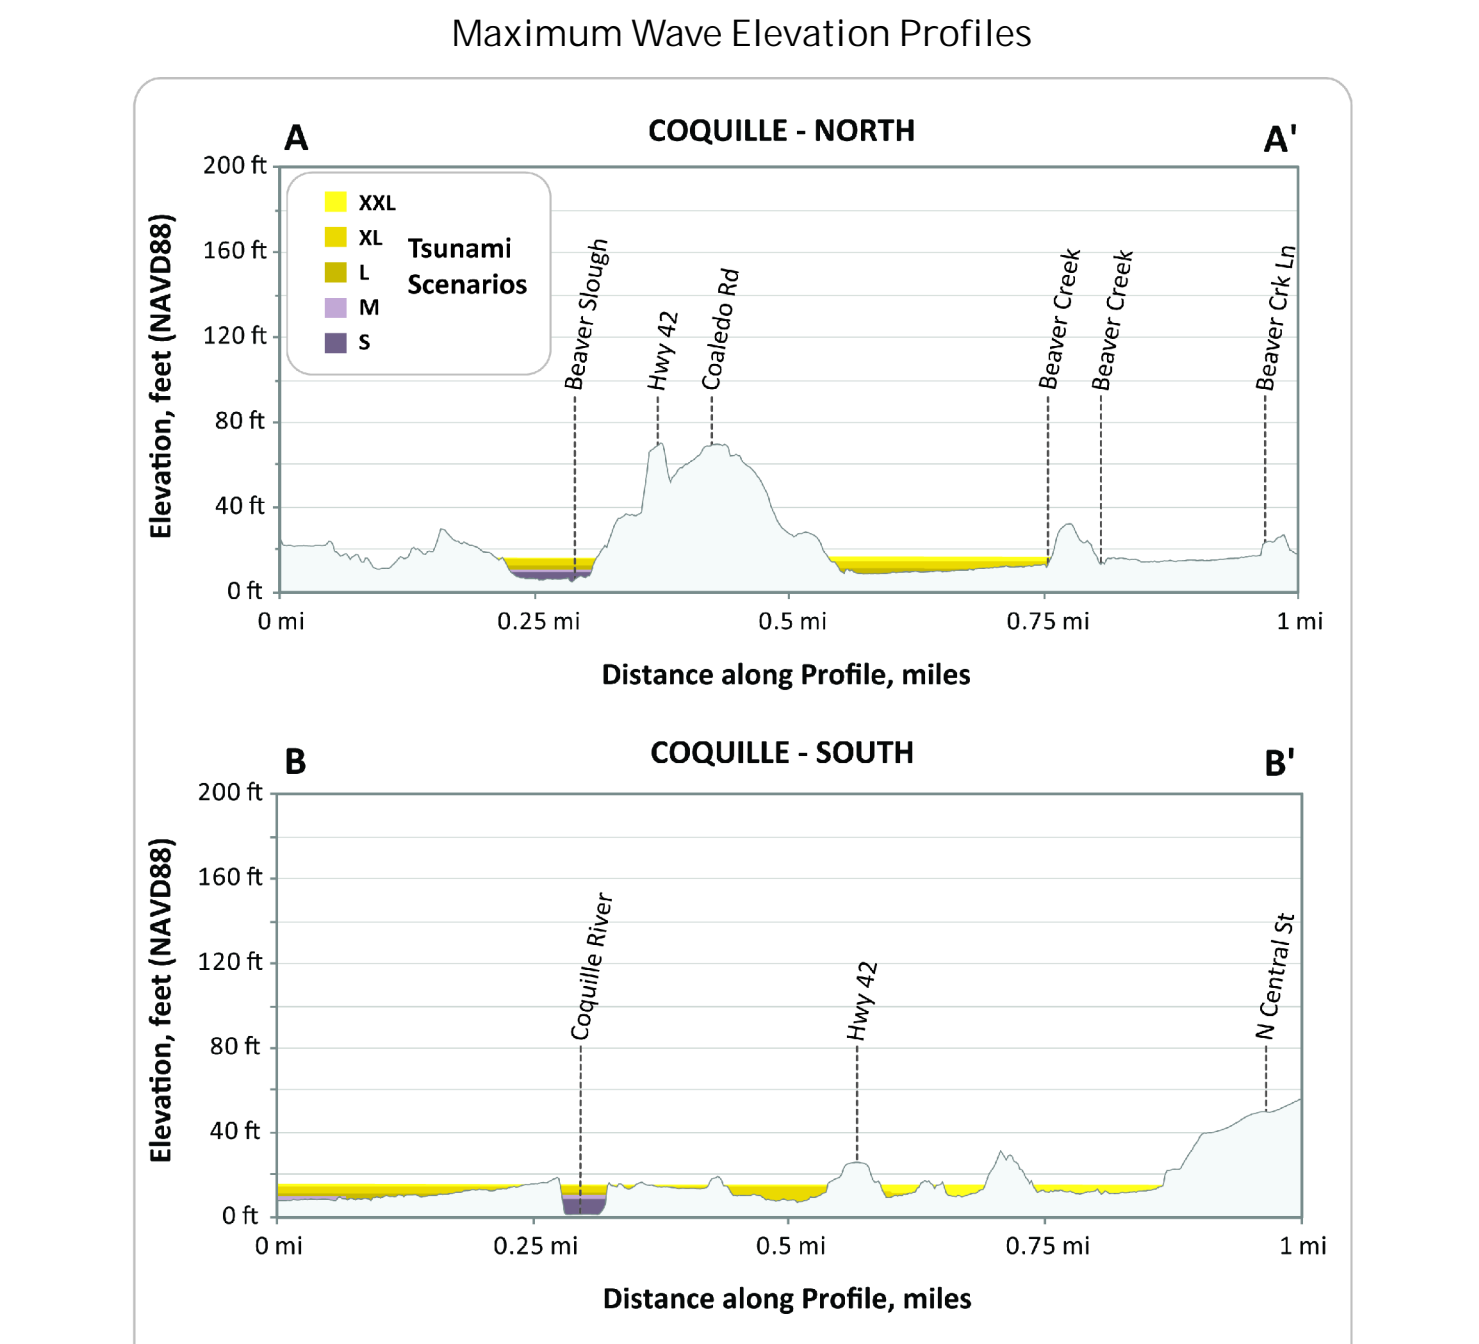 Maximum Wave Elevation Profiles
A
COQUILLE - NORTH
A'
200 ft
160 ft
120 ft
80 ft
40 ft
0 ft
Elevation, feet (NAVD88)
XXL
XL
L
M
S
Tsunami
Scenarios
Beaver Slough
Hwy 42
Coaledo Rd
Beaver Creek
Beaver Creek
Beaver Crk Ln
0 mi
0.25 mi
0.5 mi
0.75 mi
1 mi
Distance along Profile, miles
B
COQUILLE - SOUTH
B'
200 ft
160 ft
120 ft
80 ft
40 ft
0 ft
Elevation, feet (NAVD88)
Coquille River
Hwy 42
N Central St
0 mi
0.25 mi
0.5 mi
0.75 mi
1 mi
Distance along Profile, miles